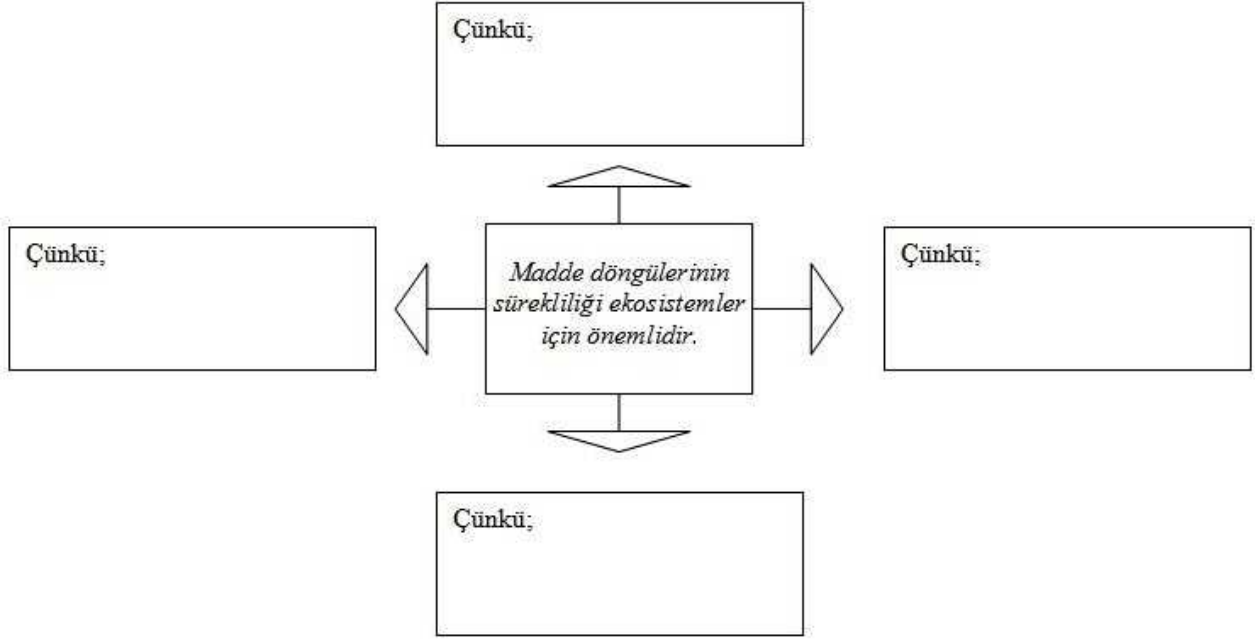 Çünkü;
Çünkü;
Madde döngülerinin
sürekliliği ekosistemler
için önemlidir.
Çünkü;
Çünkü;